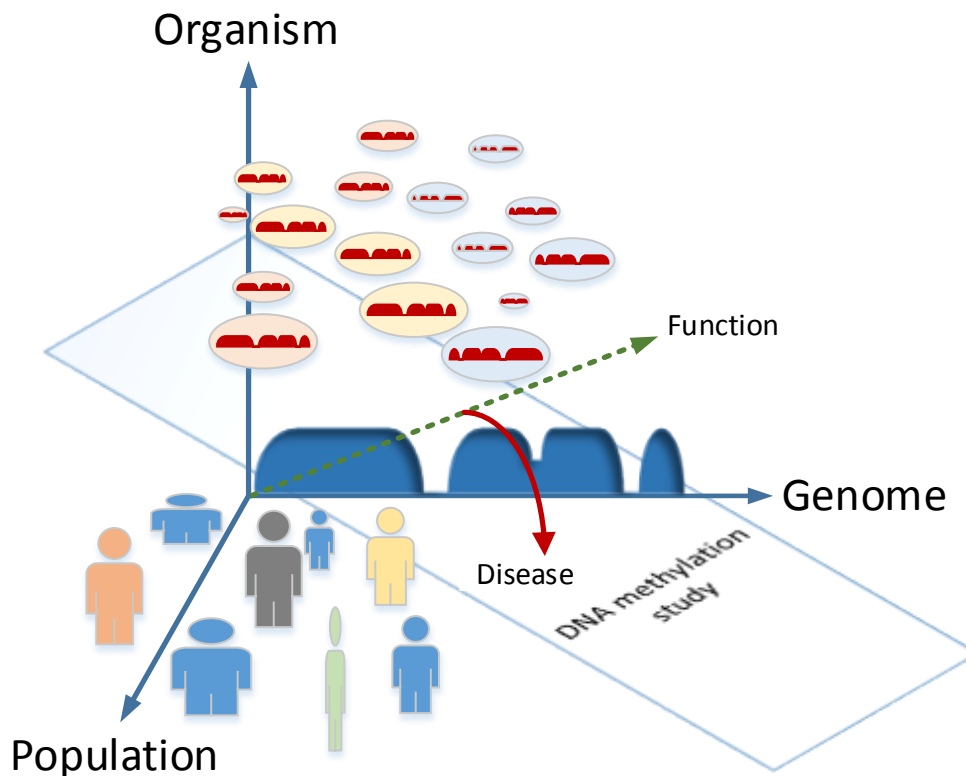 Organism
Function
Genome
Disease
DNA methylation
study
Population